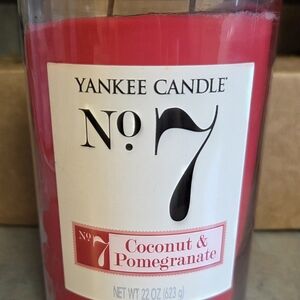 YANKEE CANDLE®
Nº 7
Nº 7 Coconut &
Pomegranate
NET WT 22 OZ (623 g)